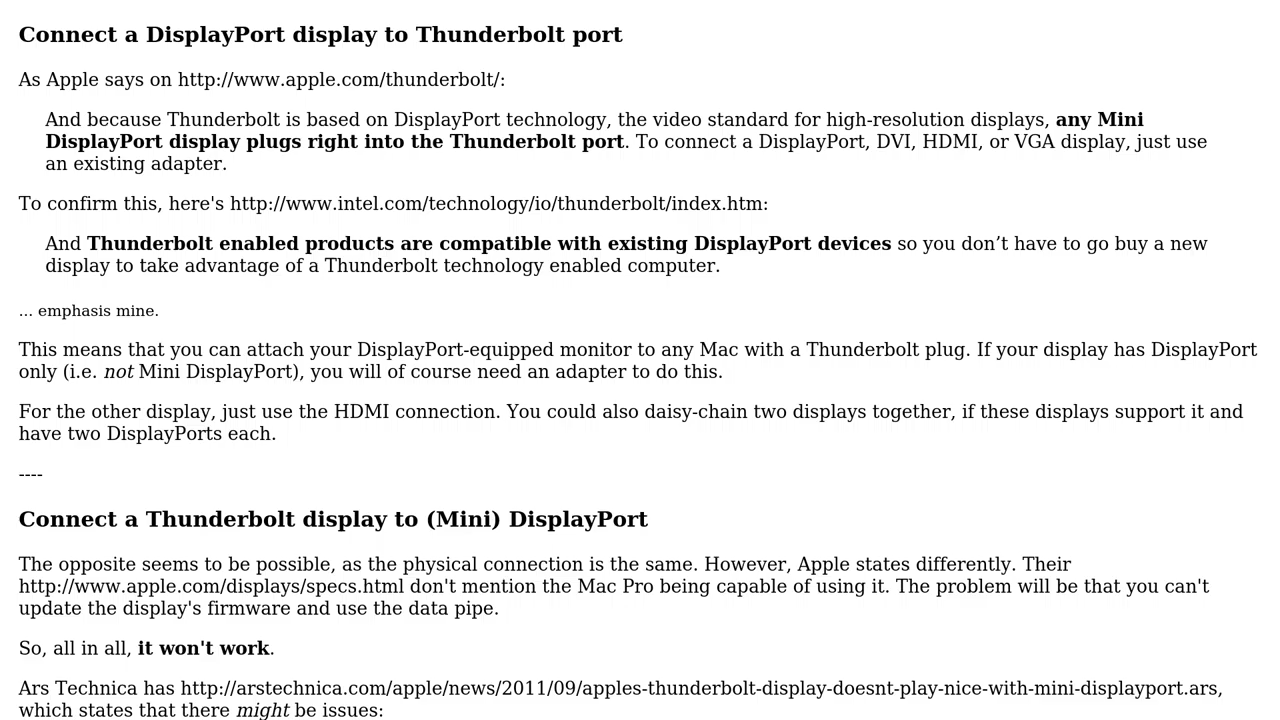 Connect a DisplayPort display to Thunderbolt port
As Apple says on http://www.apple.com/thunderbolt/:
And because Thunderbolt is based on DisplayPort technology, the video standard for high-resolution displays, any Mini
DisplayPort display plugs right into the Thunderbolt port. To connect a DisplayPort, DVI, HDMI, or VGA display, just use
an existing adapter.
To confirm this, here's http://www.intel.com/technology/io/thunderbolt/index.htm:
And Thunderbolt enabled products are compatible with existing DisplayPort devices so you don’t have to go buy a new
display to take advantage of a Thunderbolt technology enabled computer.
... emphasis mine.
This means that you can attach your DisplayPort-equipped monitor to any Mac with a Thunderbolt plug. If your display has DisplayPort
only (i.e. not Mini DisplayPort), you will of course need an adapter to do this.
For the other display, just use the HDMI connection. You could also daisy-chain two displays together, if these displays support it and
have two DisplayPorts each.
----
Connect a Thunderbolt display to (Mini) DisplayPort
The opposite seems to be possible, as the physical connection is the same. However, Apple states differently. Their
http://www.apple.com/displays/specs.html don't mention the Mac Pro being capable of using it. The problem will be that you can't
update the display's firmware and use the data pipe.
So, all in all, it won't work.
Ars Technica has http://arstechnica.com/apple/news/2011/09/apples-thunderbolt-display-doesnt-play-nice-with-mini-displayport.ars,
which states that there might be issues: